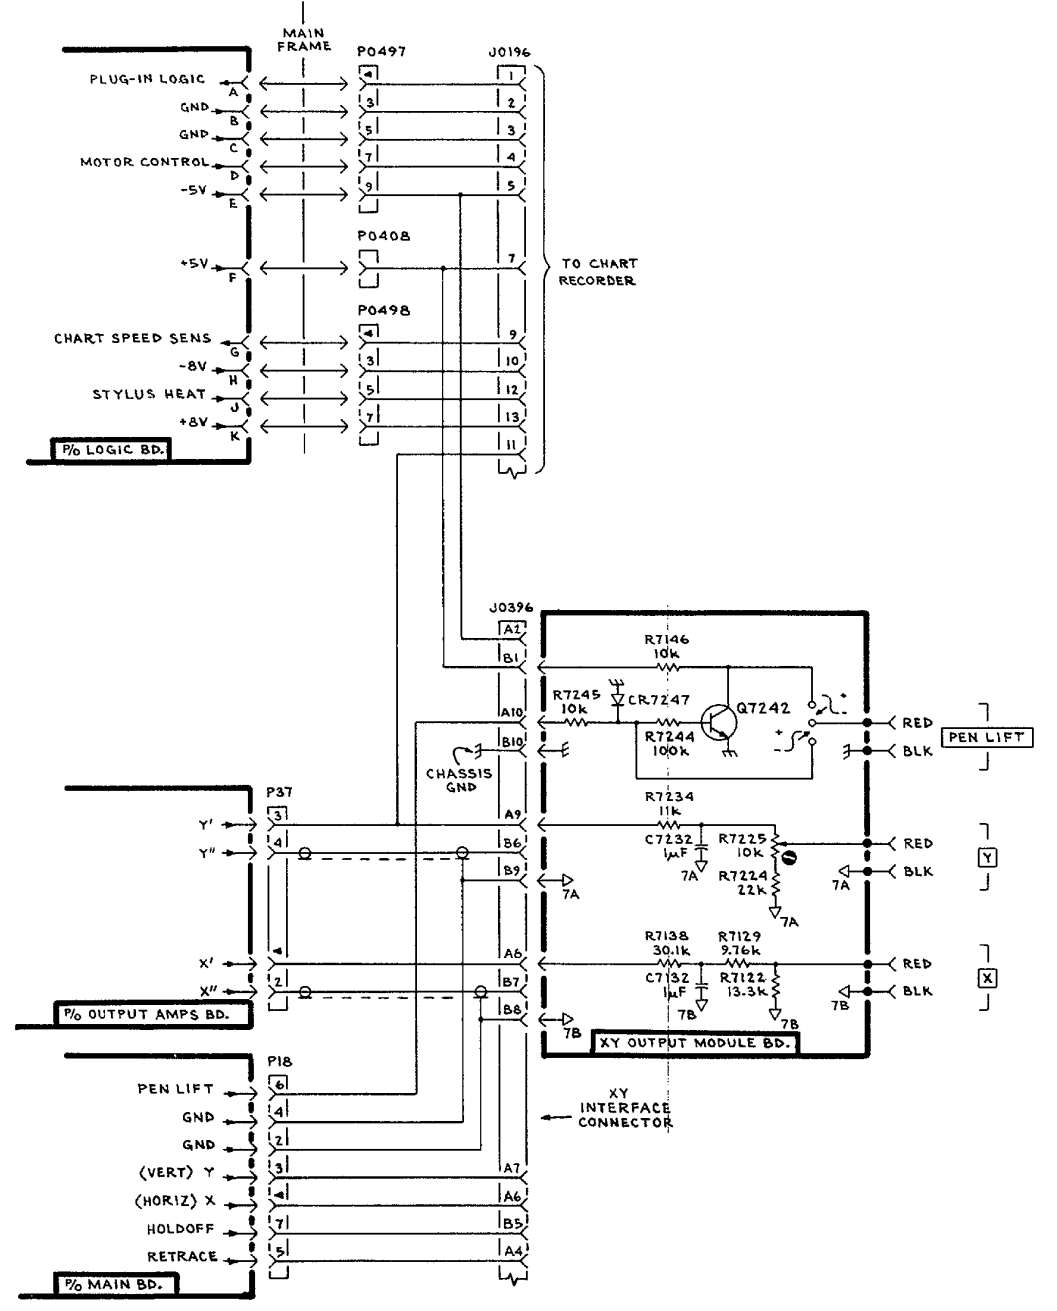 MAIN
FRAME
P0497
J0196
PLUG-IN LOGIC
A
1
GND
B
3
2
GND
C
5
3
MOTOR CONTROL
D
7
4
-5V
E
9
5
P0408
+5V
F
7
TO CHART
RECORDER
P0498
CHART SPEED SENS
G
4
9
-8V
H
3
10
STYLUS HEAT
J
5
12
+8V
K
7
13
11
P/O LOGIC BD.
J0396
A2
B1
R7146
10K
R7245
10K
CR7247
Q7242
A10
R7244
100K
B10
CHASSIS
GND
+
-
+
-
RED
BLK
PEN LIFT
P37
Y'
3
A9
R7234
11K
Y"
4
B6
C7232
1µF
7A
R7225
10K
RED
Y
B9
7A
R7224
22K
7A
7A
BLK
X'
A8
R7138
30.1K
R7129
9.76K
RED
X"
2
B7
C7132
1µF
7B
R7122
13.3K
7B
7B
BLK
X
B8
7B
P/O OUTPUT AMPS BD.
XY OUTPUT MODULE BD.
P18
PEN LIFT
6
XY
INTERFACE
CONNECTOR
GND
4
GND
2
(VERT) Y
3
A7
(HORIZ) X
A6
HOLDOFF
7
B5
RETRACE
5
A4
P/O MAIN BD.